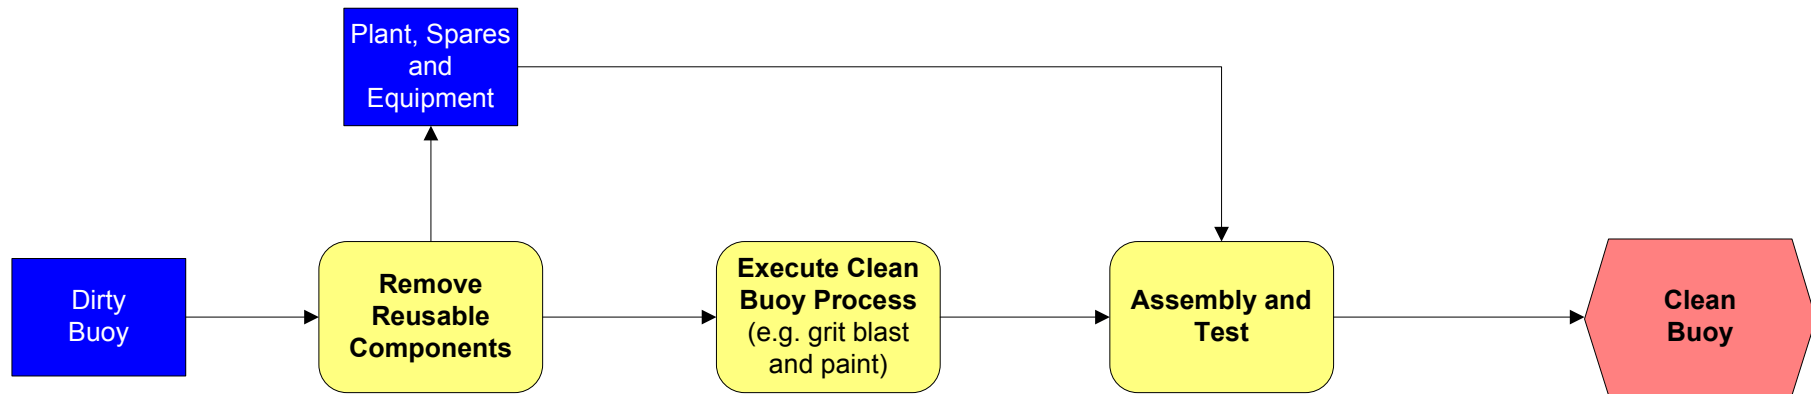 Plant, Spares
and
Equipment
Dirty
Buoy
Remove
Reusable
Components
Execute Clean
Buoy Process
(e.g. grit blast
and paint)
Assembly and
Test
Clean
Buoy